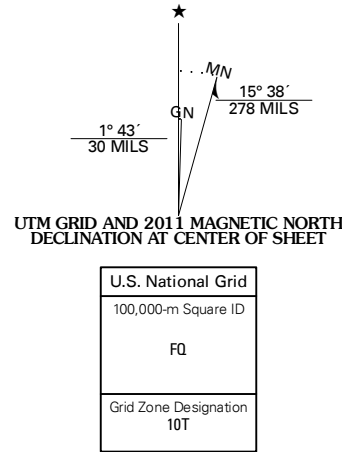 ★
MN
GN
15° 38´
278 MILS
1° 43´
30 MILS
UTM GRID AND 2011 MAGNETIC NORTH
DECLINATION AT CENTER OF SHEET
U.S. National Grid
100,000-m Square ID
FQ
Grid Zone Designation
10T